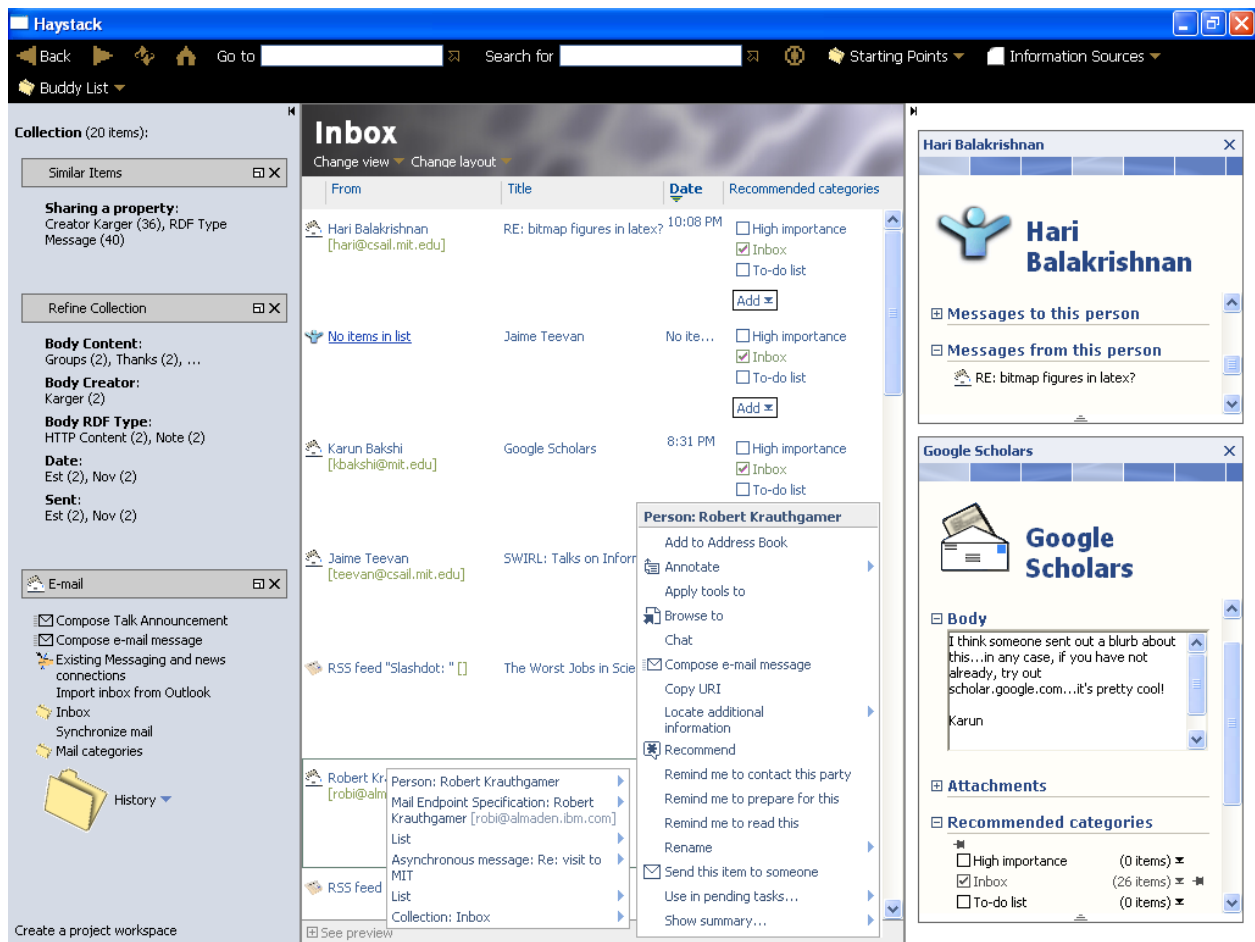 Haystack
Back Go to Search for Starting Points Information Sources
Buddy List
Collection (20 items):
Similar Items
Sharing a property:
Creator Karger (36), RDF Type
Message (40)
Refine Collection
Body Content:
Groups (2), Thanks (2), ...
Body Creator:
Karger (2)
Body RDF Type:
HTTP Content (2), Note (2)
Date:
Est (2), Nov (2)
Sent:
Est (2), Nov (2)
E-mail
Compose Talk Announcement
Compose e-mail message
Existing Messaging and news
connections
Import inbox from Outlook
Inbox
Synchronize mail
Mail categories
History
Create a project workspace
Inbox
Change view Change layout
From Title Date Recommended categories
Hari Balakrishnan RE: bitmap figures in latex? 10:08 PM High importance
[hari@csail.mit.edu] Inbox
To-do list
Add
No items in list Jaime Teevan No ite... High importance
Inbox
To-do list
Add
Karun Bakshi Google Scholars 8:31 PM High importance
[kbakshi@mit.edu] Inbox
To-do list
Jaime Teevan SWIRL: Talks on Inforr
[teevan@csail.mit.edu]
RSS feed "Slashdot: " [] The Worst Jobs in Scie
Robert Kr
[robi@alm
RSS feed
See preview
Person: Robert Krauthgamer
Mail Endpoint Specification: Robert
Krauthgamer [robi@almaden.ibm.com]
List
Asynchronous message: Re: visit to
MIT
List
Collection: Inbox
Person: Robert Krauthgamer
Add to Address Book
Annotate
Apply tools to
Browse to
Chat
Compose e-mail message
Copy URI
Locate additional
information
Recommend
Remind me to contact this party
Remind me to prepare for this
Remind me to read this
Rename
Send this item to someone
Use in pending tasks...
Show summary...
Hari Balakrishnan
Hari
Balakrishnan
Messages to this person
Messages from this person
RE: bitmap figures in latex?
Google Scholars
Google
Scholars
Body
I think someone sent out a blurb about
this...in any case, if you have not
already, try out
scholar.google.com...it's pretty cool!
Karun
Attachments
Recommended categories
High importance (0 items)
Inbox (26 items)
To-do list (0 items)